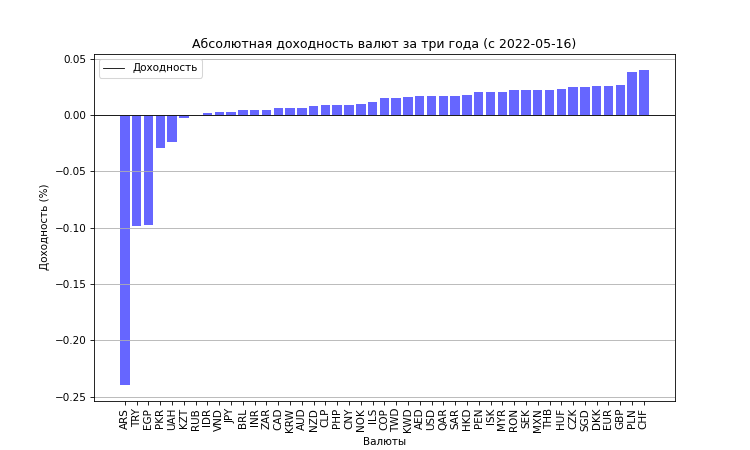 Абсолютная доходность валют за три года (с 2022-05-16)
Доходность
0.05
0.00
−0.05
−0.10
−0.15
−0.20
−0.25
Доходность (%)
ARS TRY EGP PKR UAH KZT RUB IDR VND JPY BRL INR ZAR CAD KRW AUD NZD CLP PHP CNY NOK ILS COP TWD KWD AED USD QAR SAR HKD PEN ISK MYR RON SEK MXN THB HUF CZK SGD DKK EUR GBP PLN CHF
Валюты